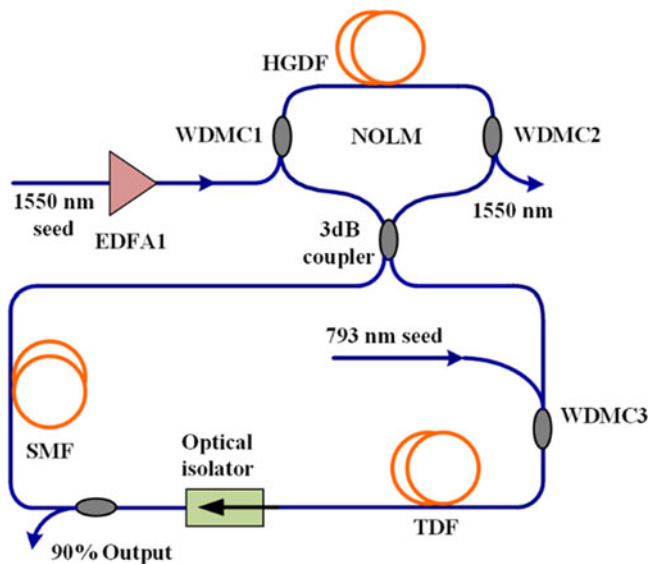 HGDF
WDMC1
NOLM
WDMC2
1550 nm
seed
EDFA1
1550 nm
3dB
coupler
793 nm seed
WDMC3
SMF
Optical
isolator
TDF
90% Output